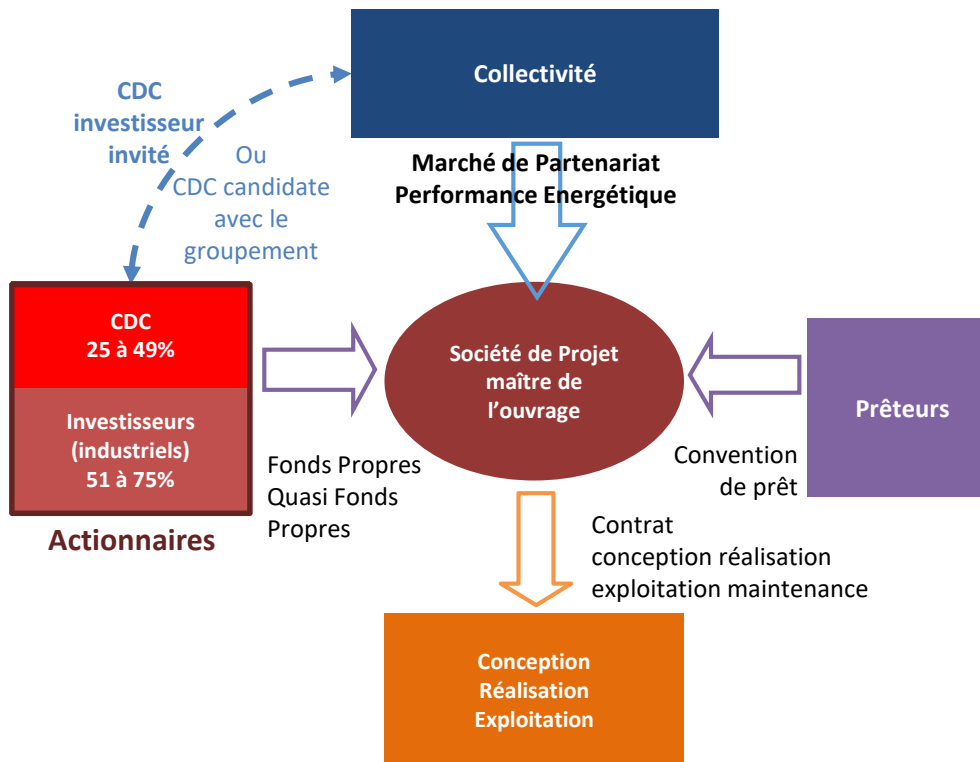 Collectivité
CDC
investisseur
invité
Ou
CDC candidate
avec le
groupement
Marché de Partenariat
Performance Energétique
CDC
25 à 49%
Investisseurs
(industriels)
51 à 75%
Actionnaires
Fonds Propres
Quasi Fonds
Propres
Société de Projet
maître de
l’ouvrage
Prêteurs
Convention
de prêt
Contrat
conception réalisation
exploitation maintenance
Conception
Réalisation
Exploitation